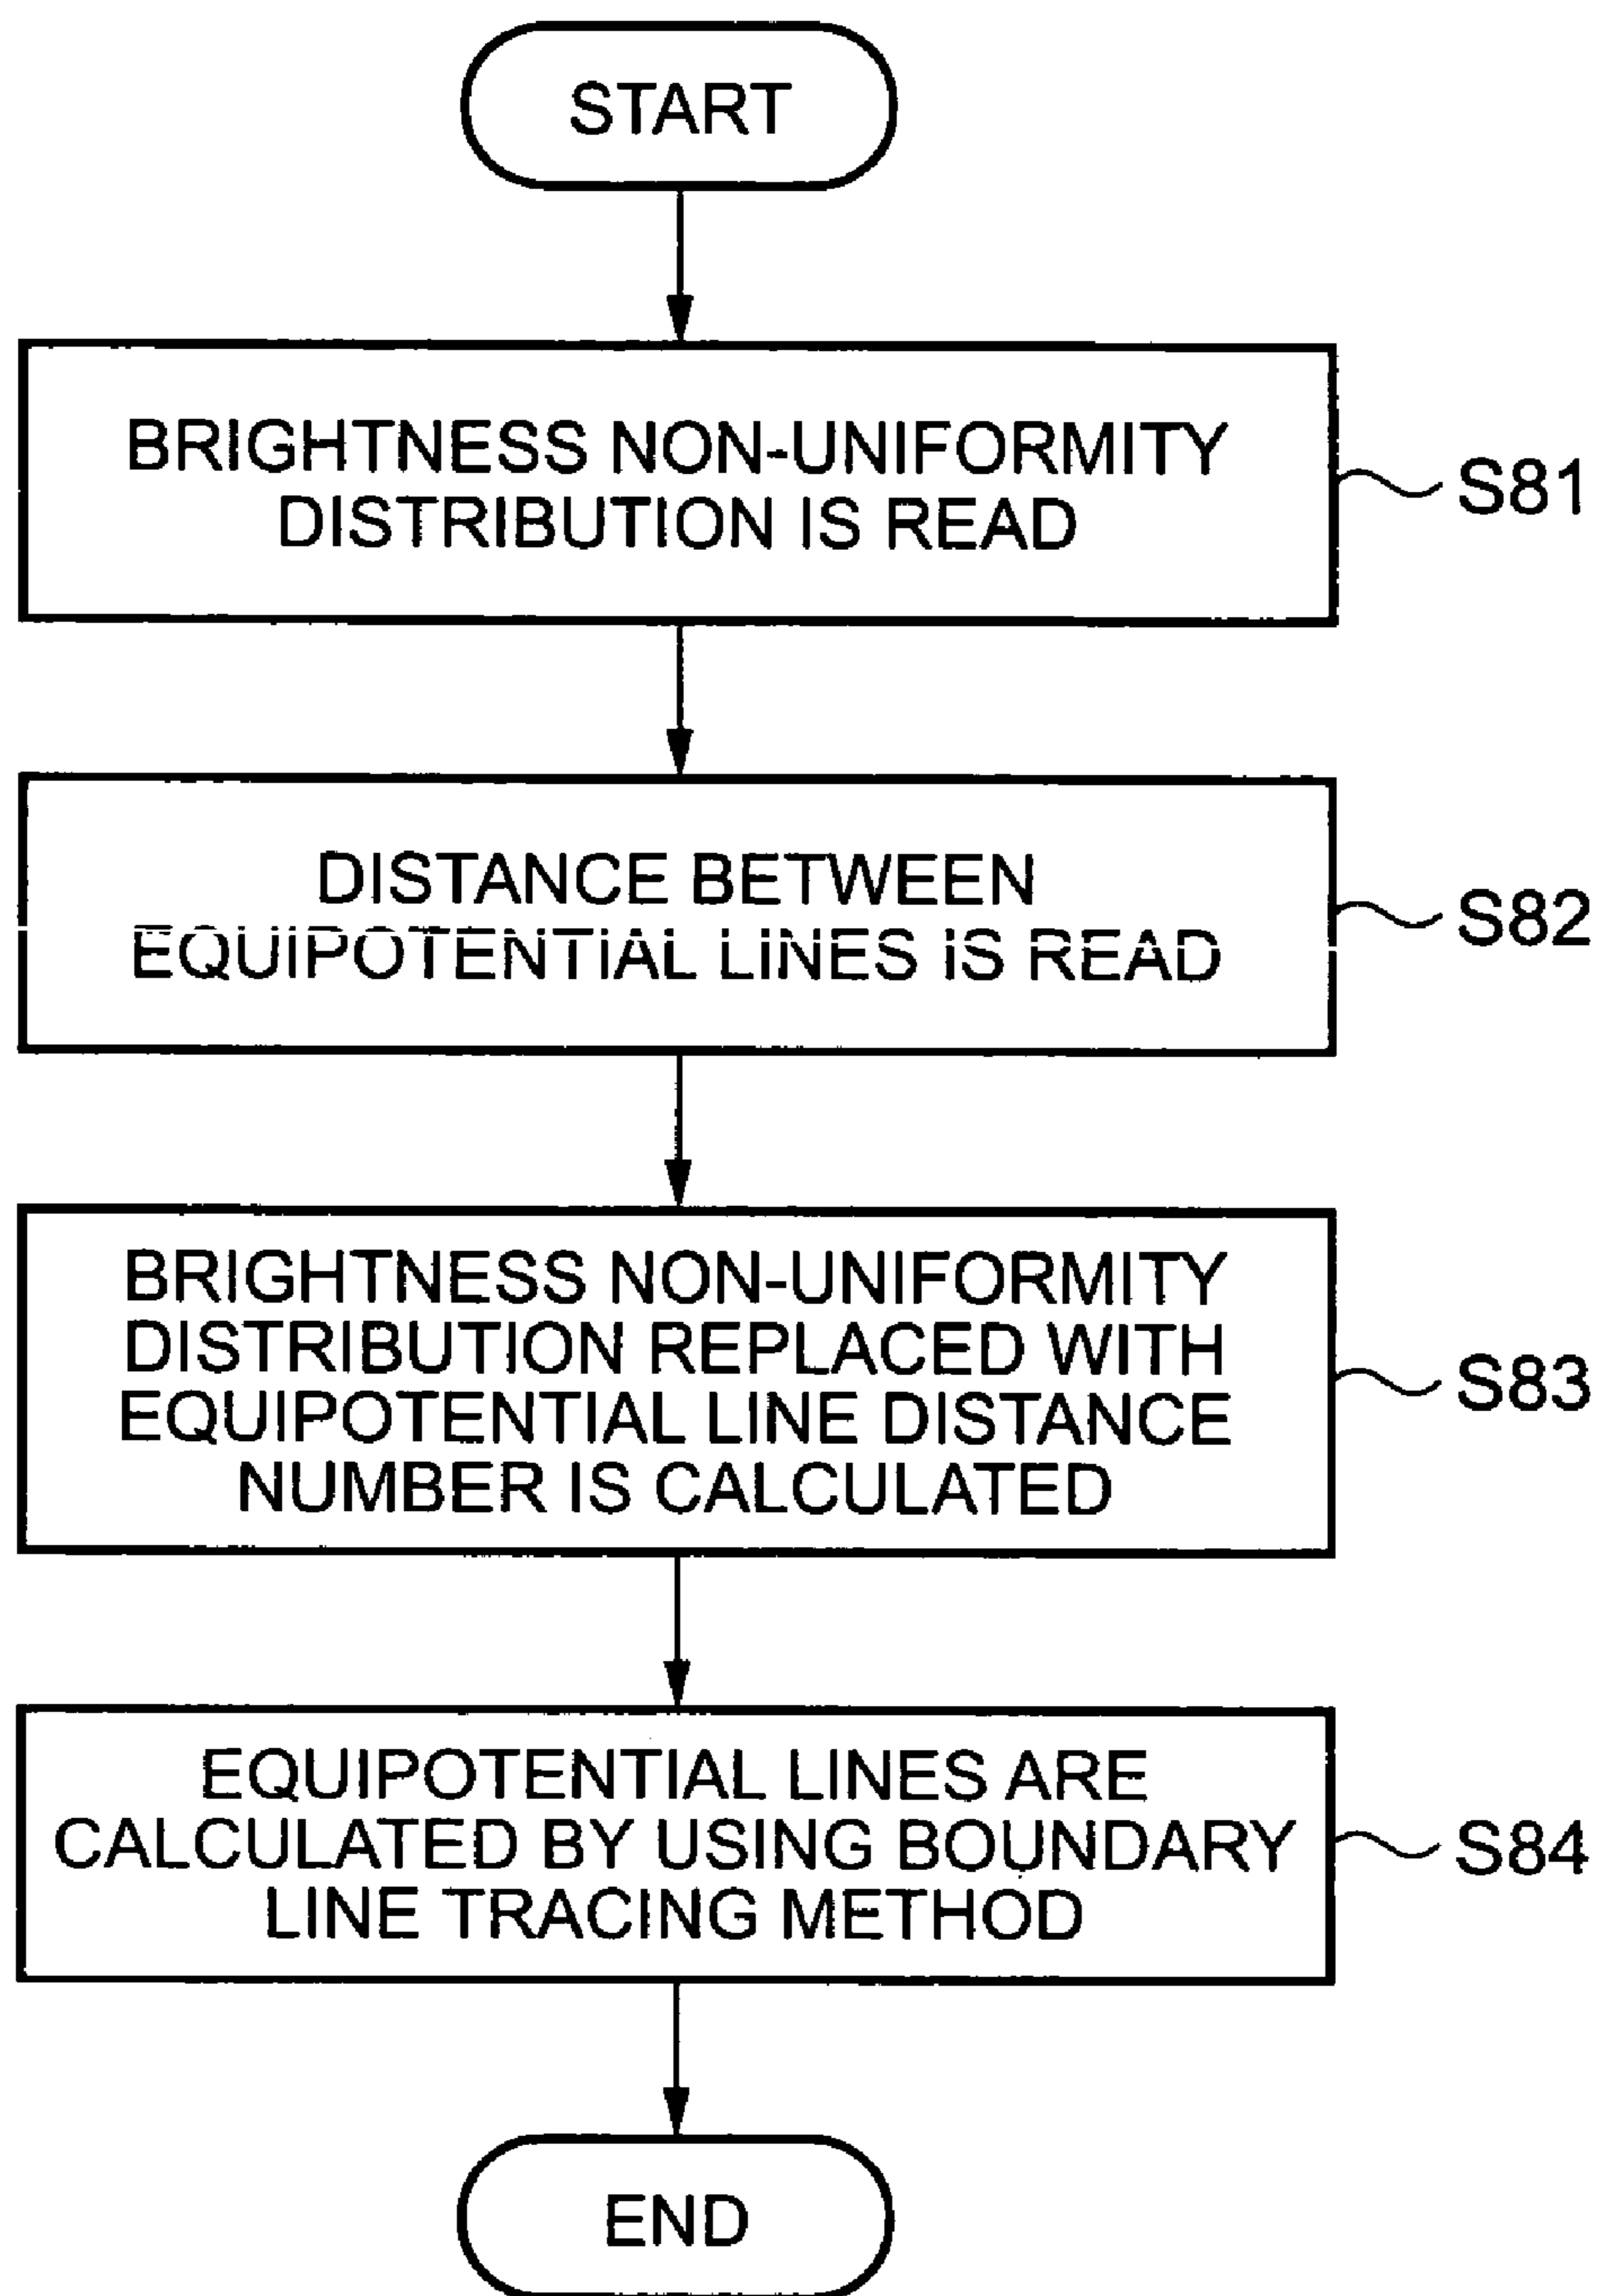 START
BRIGHTNESS NON-UNIFORMITY
DISTRIBUTION IS READ
S81
DISTANCE BETWEEN
EQUIPOTENTIAL LINES IS READ
S82
BRIGHTNESS NON-UNIFORMITY
DISTRIBUTION REPLACED WITH
EQUIPOTENTIAL LINE DISTANCE
NUMBER IS CALCULATED
S83
EQUIPOTENTIAL LINES ARE
CALCULATED BY USING BOUNDARY
LINE TRACING METHOD
S84
END